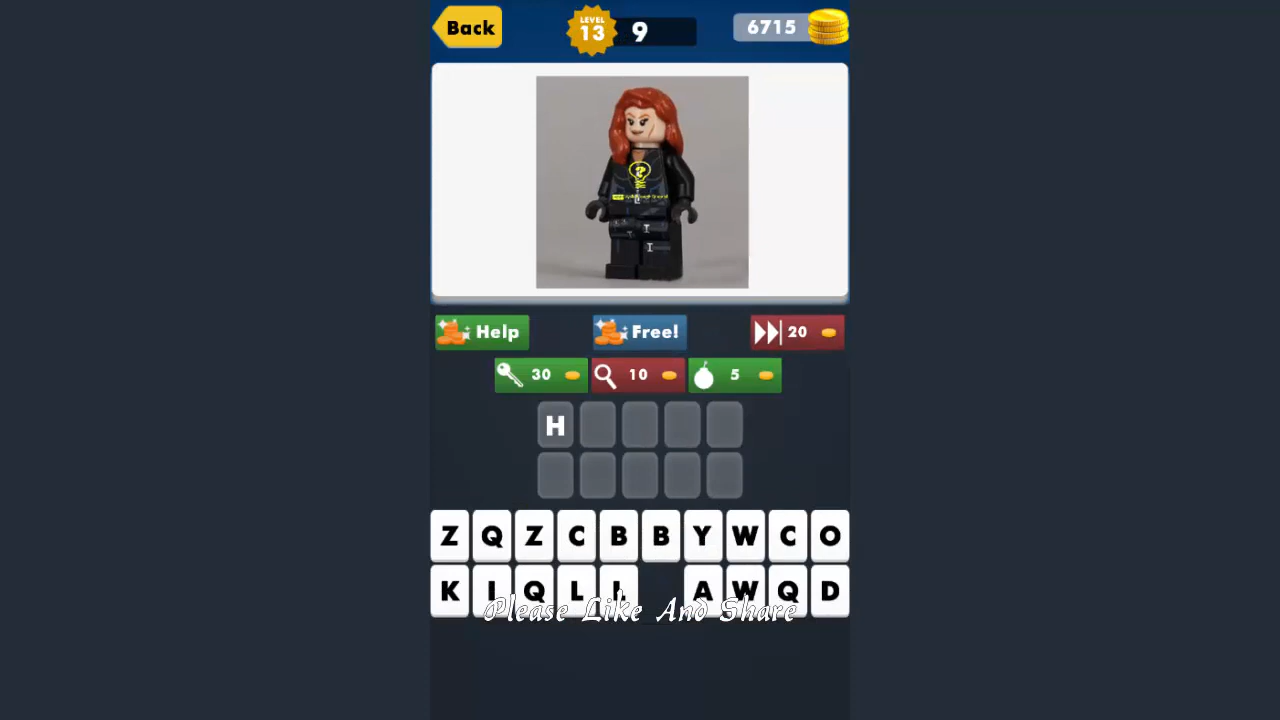 Back
LEVEL
13
9
6715
?
Help
Free!
20
30
10
5
H
Z Q Z C B B Y W C O
K I Q L L A W Q D
Please Like And Share